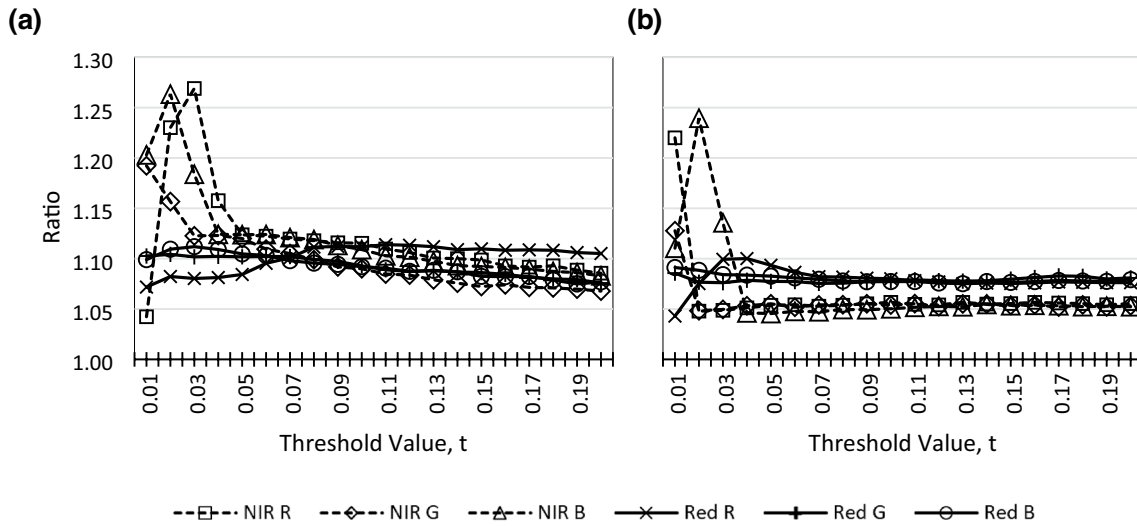 (a)
(b)
Ratio
1.30
1.25
1.20
1.15
1.10
1.05
1.00
0.01
0.03
0.05
0.07
0.09
0.11
0.13
0.15
0.17
0.19
0.01
0.03
0.05
0.07
0.09
0.11
0.13
0.15
0.17
0.19
Threshold Value, t
Threshold Value, t
NIR R
NIR G
NIR B
Red R
Red G
Red B